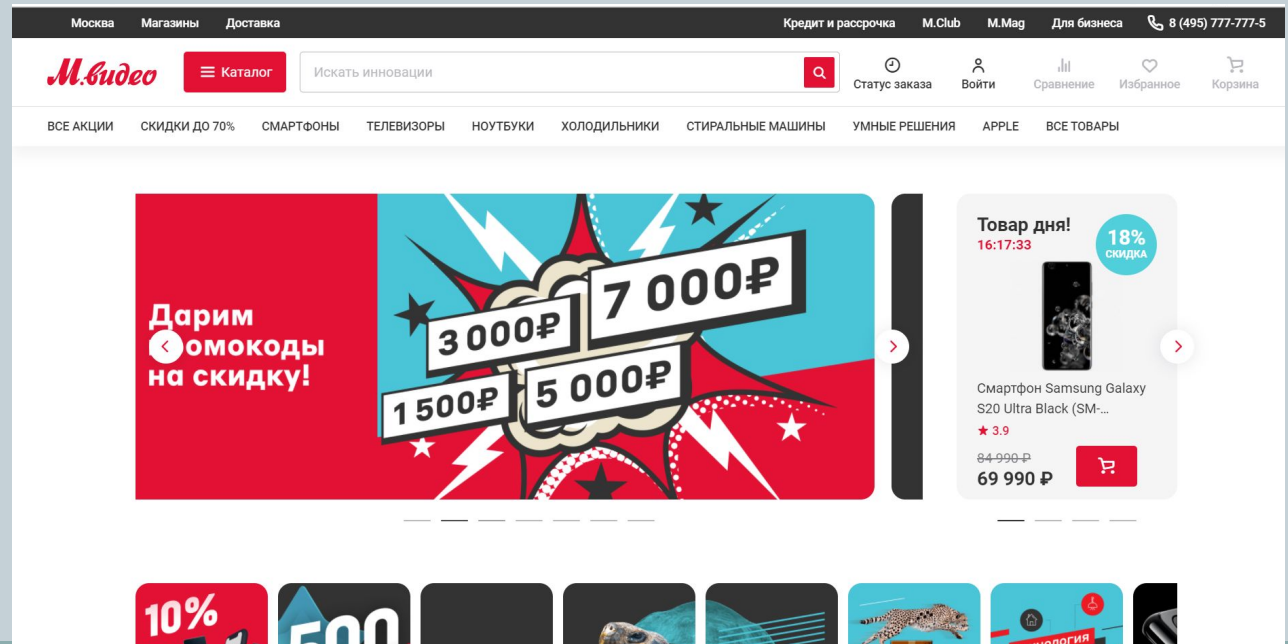 Москва Магазины Доставка Кредит и рассрочка M.Club M.Mag Для бизнеса 8 (495) 777-777-5
М.видео Каталог Искать инновации Статус заказа Войти Сравнение Избранное Корзина
ВСЕ АКЦИИ СКИДКИ ДО 70% СМАРТФОНЫ ТЕЛЕВИЗОРЫ НОУТБУКИ ХОЛОДИЛЬНИКИ СТИРАЛЬНЫЕ МАШИНЫ УМНЫЕ РЕШЕНИЯ APPLE ВСЕ ТОВАРЫ
Дарим
на скидку!
7 000₽
3 000₽
5 000₽
1 500₽
Товар дня!
16:17:33
18%
СКИДКА
Смартфон Samsung Galaxy
S20 Ultra Black (SM-...
3.9
84 990 ₽
69 990 ₽
10%
500